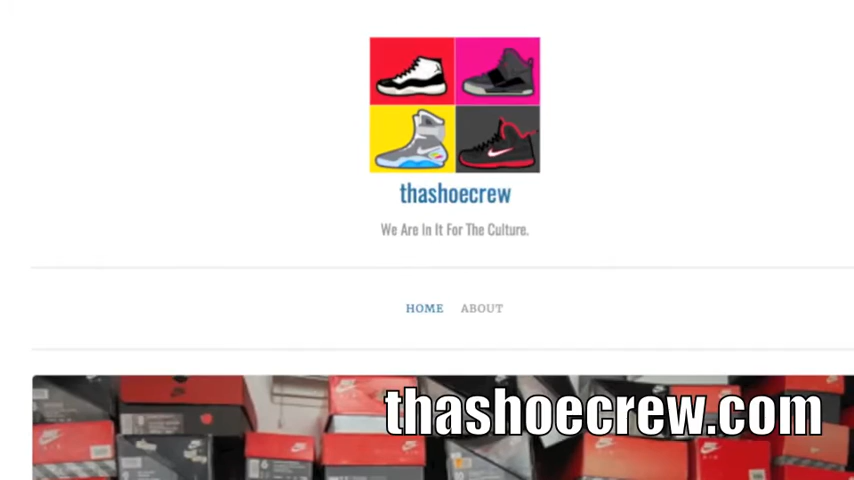 thashoecrew
We Are In It For The Culture.
HOME ABOUT
thashoecrew.com